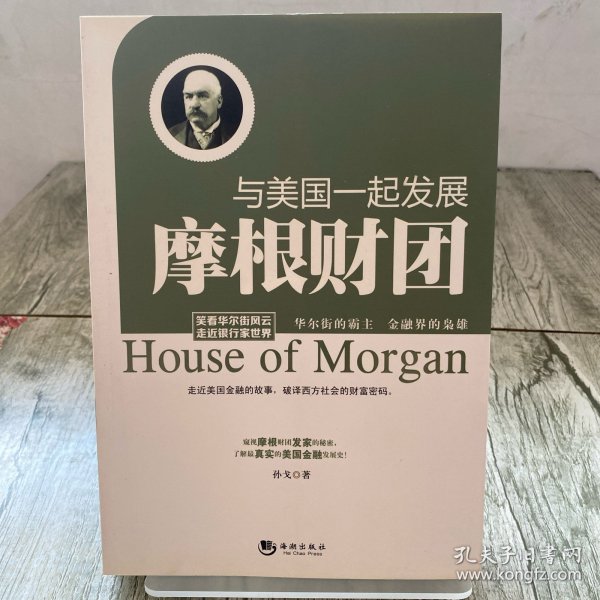 与美国一起发展
摩根财团
笑看华尔街风云
走近银行家世界
华尔街的霸主 金融界的枭雄
House of Morgan
走近美国金融的故事，破译西方社会的财富密码。
窥视摩根财团发家的秘密，
了解最真实的美国金融发展史！
孙戈◎著
海潮出版社
Hai Chao Press
孔夫子旧书网
www.kongfz.com